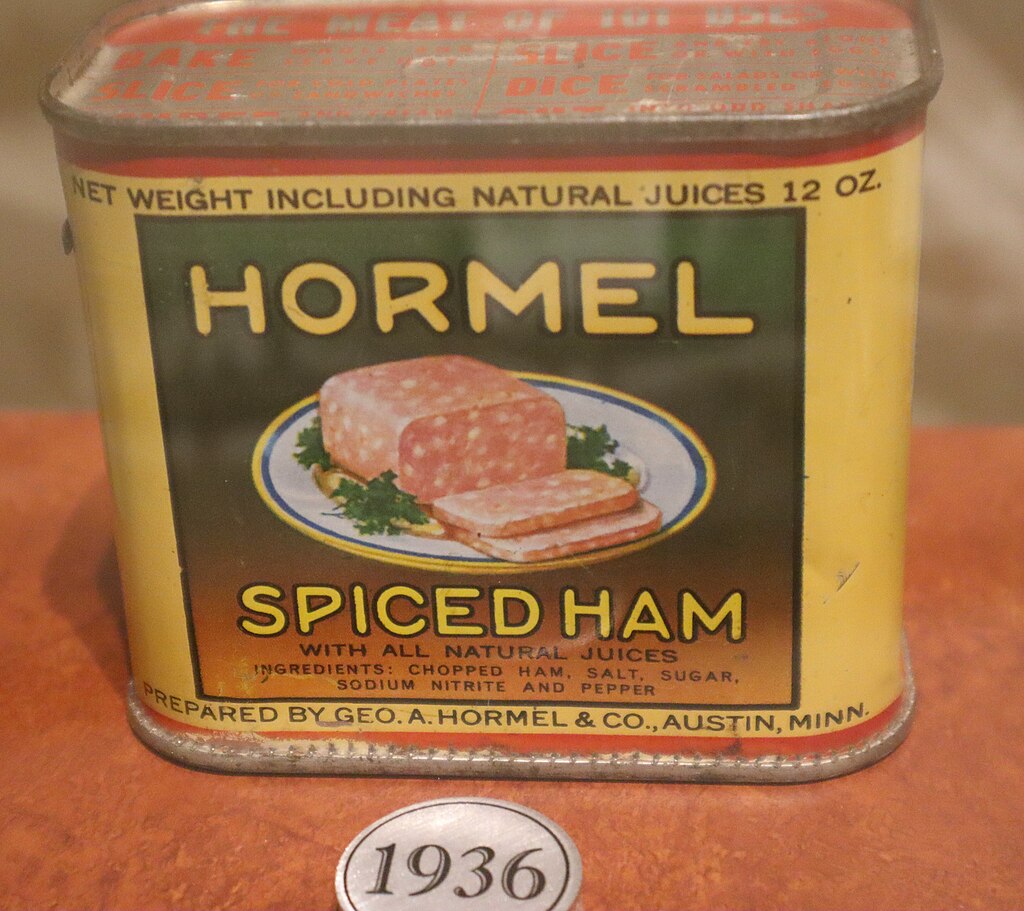 THE MEAT OF 101 USES
BAKE
SLICE
SLICE
DICE
NET WEIGHT INCLUDING NATURAL JUICES 12 OZ.
HORMEL
SPICED HAM
WITH ALL NATURAL JUICES
INGREDIENTS: CHOPPED HAM, SALT, SUGAR,
SODIUM NITRITE AND PEPPER
PREPARED BY GEO. A. HORMEL & CO., AUSTIN, MINN.
1936